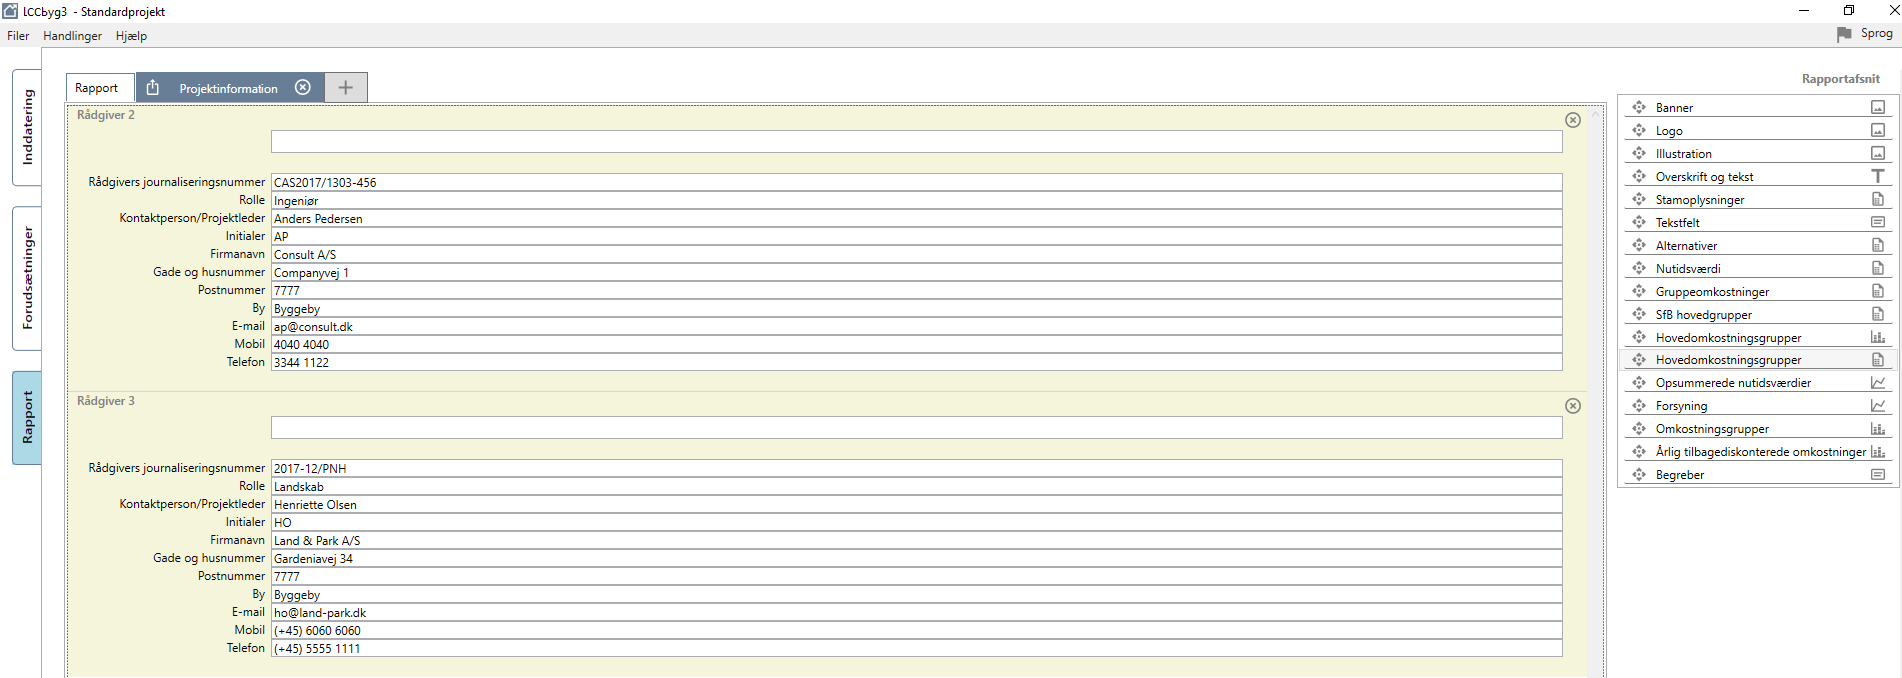 LCCbyg3 - Standardprojekt
Filer Handlinger Hjælp
Sprog
Inddatering
Forudsætninger
Rapport
Rapport Projektinformation
Rådgiver 2
Rådgivers journaliseringsnummer CAS2017/1303-456
Rolle Ingeniør
Kontaktperson/Projektleder Anders Pedersen
Initialer AP
Firmanavn Consult A/S
Gade og husnummer Companyvej 1
Postnummer 7777
By Byggeby
E-mail ap@consult.dk
Mobil 4040 4040
Telefon 3344 1122
Rådgiver 3
Rådgivers journaliseringsnummer 2017-12/PNH
Rolle Landskab
Kontaktperson/Projektleder Henriette Olsen
Initialer HO
Firmanavn Land & Park A/S
Gade og husnummer Gardeniavej 34
Postnummer 7777
By Byggeby
E-mail ho@land-park.dk
Mobil (+45) 6060 6060
Telefon (+45) 5555 1111
Rapportafsnit
Banner
Logo
Illustration
Overskrift og tekst
Stamoplysninger
Tekstfelt
Alternativer
Nutidsværdi
Gruppeomkostninger
SfB hovedgrupper
Hovedomkostningsgrupper
Hovedomkostningsgrupper
Opsummerede nutidsværdier
Forsyning
Omkostningsgrupper
Årlig tilbagediskonterede omkostninger
Begreber